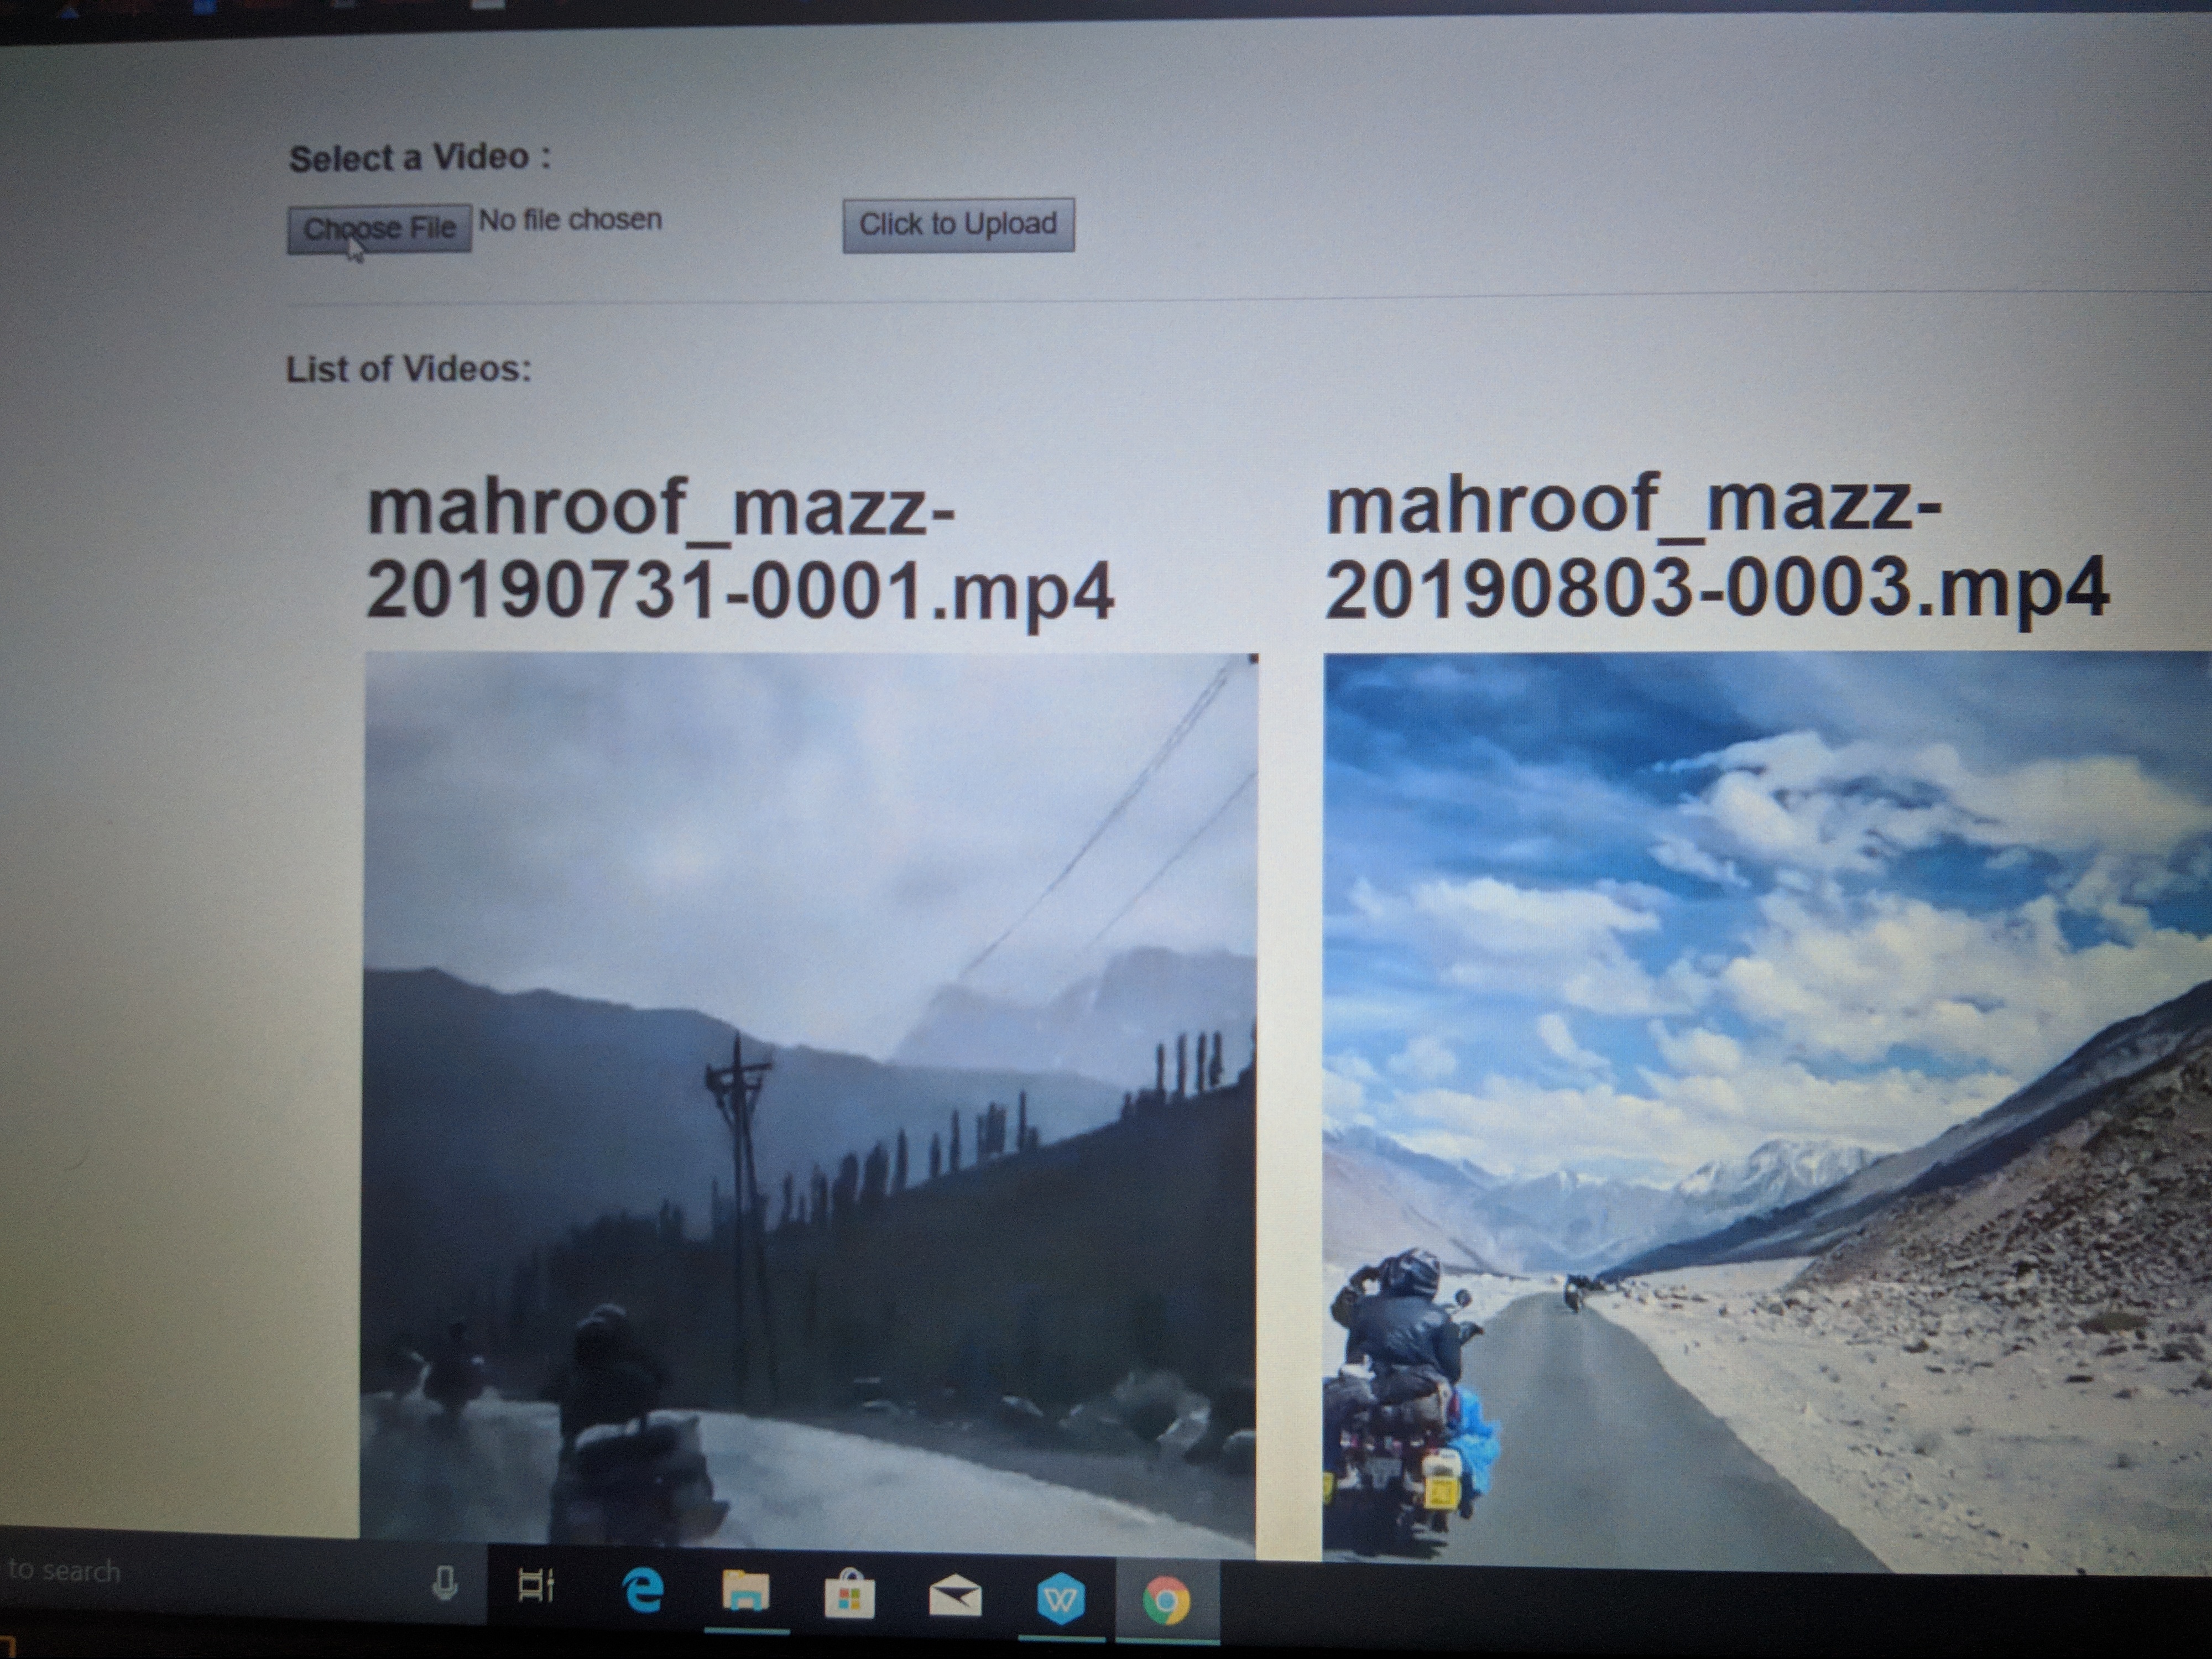 Select a Video :
Choose File No file chosen Click to Upload
List of Videos:
mahroof_mazz-
20190731-0001.mp4
mahroof_mazz-
20190803-0003.mp4
to search